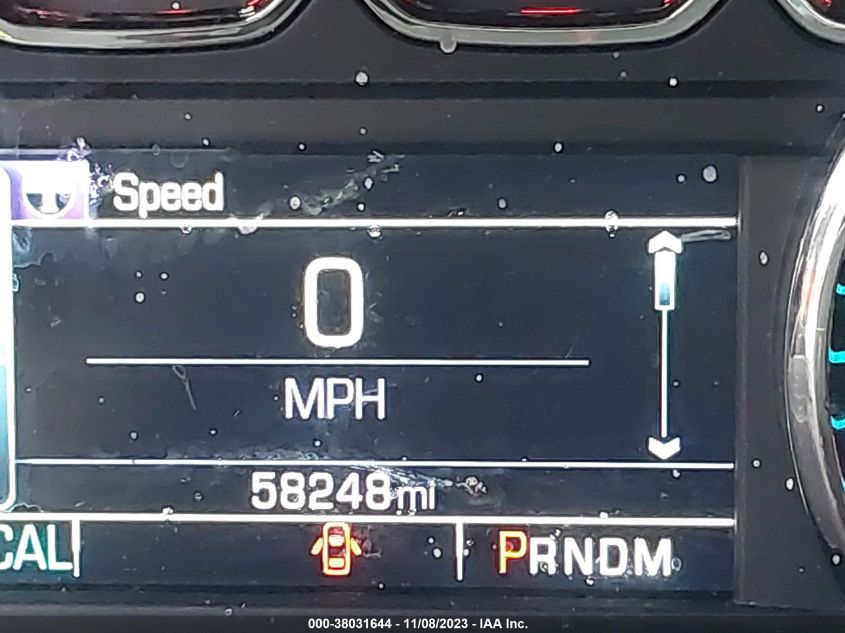 Speed
0
MPH
58248 mi
CAL
PRNDM
000-38031644 - 11/08/2023 - IAA Inc.